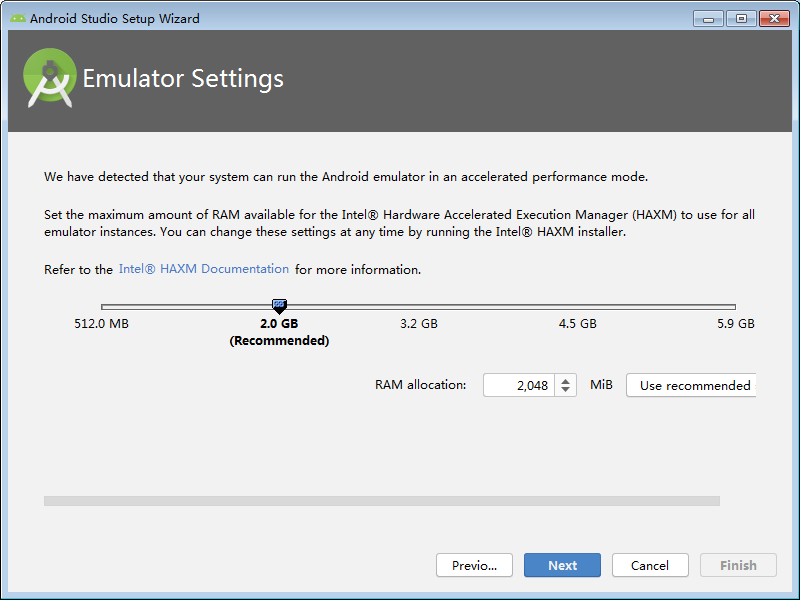 Android Studio Setup Wizard
Emulator Settings
We have detected that your system can run the Android emulator in an accelerated performance mode.
Set the maximum amount of RAM available for the Intel® Hardware Accelerated Execution Manager (HAXM) to use for all
emulator instances. You can change these settings at any time by running the Intel® HAXM installer.
Refer to the Intel® HAXM Documentation for more information.
512.0 MB 2.0 GB 3.2 GB 4.5 GB 5.9 GB
(Recommended)
RAM allocation: 2,048 MiB Use recommended
Previo... Next Cancel Finish